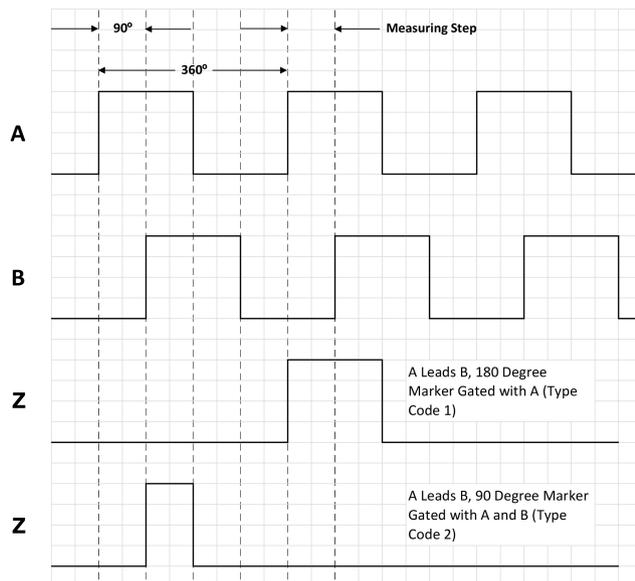 90°
Measuring Step
360°
A
B
Z
A Leads B, 180 Degree
Marker Gated with A (Type
Code 1)
Z
A Leads B, 90 Degree Marker
Gated with A and B (Type
Code 2)